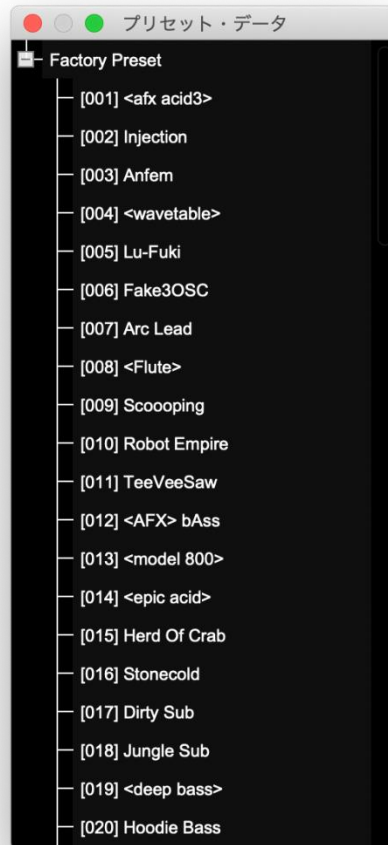 プリセット・データ
Factory Preset
[001] <afx acid3>
[002] Injection
[003] Anfem
[004] <wavetable>
[005] Lu-Fuki
[006] Fake3OSC
[007] Arc Lead
[008] <Flute>
[009] Scoooping
[010] Robot Empire
[011] TeeVeeSaw
[012] <AFX> bAss
[013] <model 800>
[014] <epic acid>
[015] Herd Of Crab
[016] Stonecold
[017] Dirty Sub
[018] Jungle Sub
[019] <deep bass>
[020] Hoodie Bass